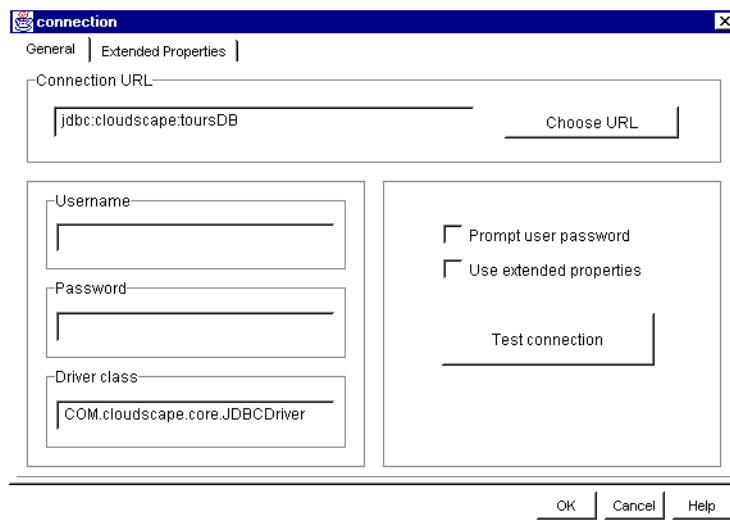 connection
General
Extended Properties
Connection URL
jdbc:cloudscape:toursDB
Choose URL
Username
Prompt user password
Use extended properties
Password
Test connection
Driver class
COM.cloudscape.core.JDBCDriver
OK
Cancel
Help